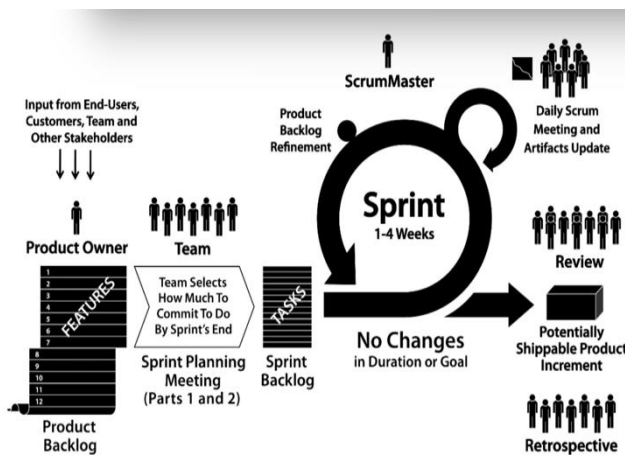 Input from End-Users,
Customers, Team and
Other Stakeholders
Product Owner
1
2
3
4
5
6
7
FEATURES
8
9
10
11
12
Product
Backlog
Team
Team Selects
How Much To
Commit To Do
By Sprint's End
Sprint Planning
Meeting
(Parts 1 and 2)
TASKS
Sprint
Backlog
ScrumMaster
Product
Backlog
Refinement
Sprint
1-4 Weeks
No Changes
in Duration or Goal
Daily Scrum
Meeting and
Artifacts Update
Review
Potentially
Shippable Product
Increment
Retrospective